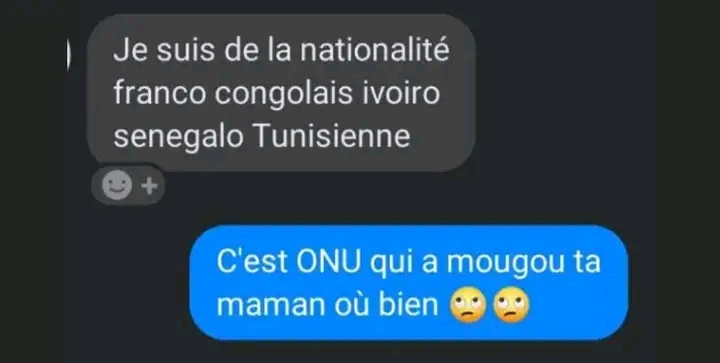 Je suis de la nationalité
franco congolais ivoiro
senegalo Tunisienne
C'est ONU qui a mougou ta
maman où bien 🙄🙄